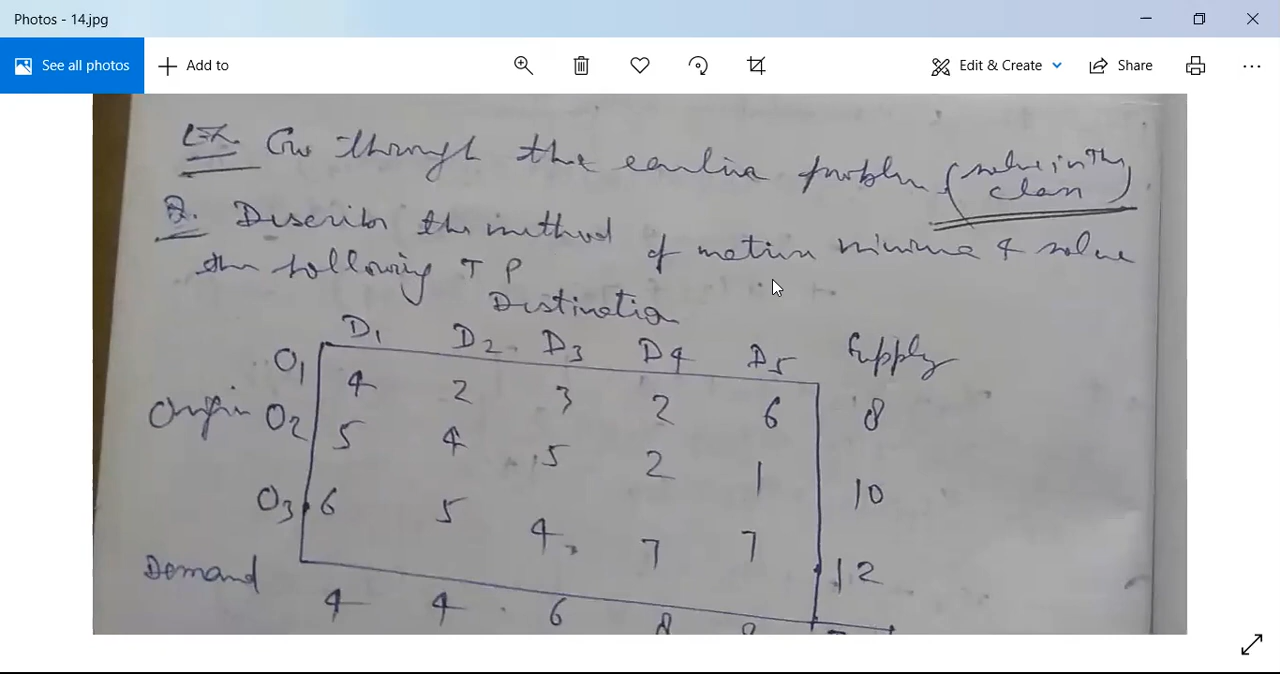 Photos - 14.jpg
See all photos
Add to
Edit & Create
Share
Ex. Go through the earlier problem (solve in the class)
Q. Describe the method of matrix minima & solve
the following T P
Destination
D1 D2 D3 D4 D5 Supply
O1 4 2 3 2 6 8
Origin O2 5 4 5 2 1 10
O3 6 5 4 7 7 12
Demand 4 4 6 8 8